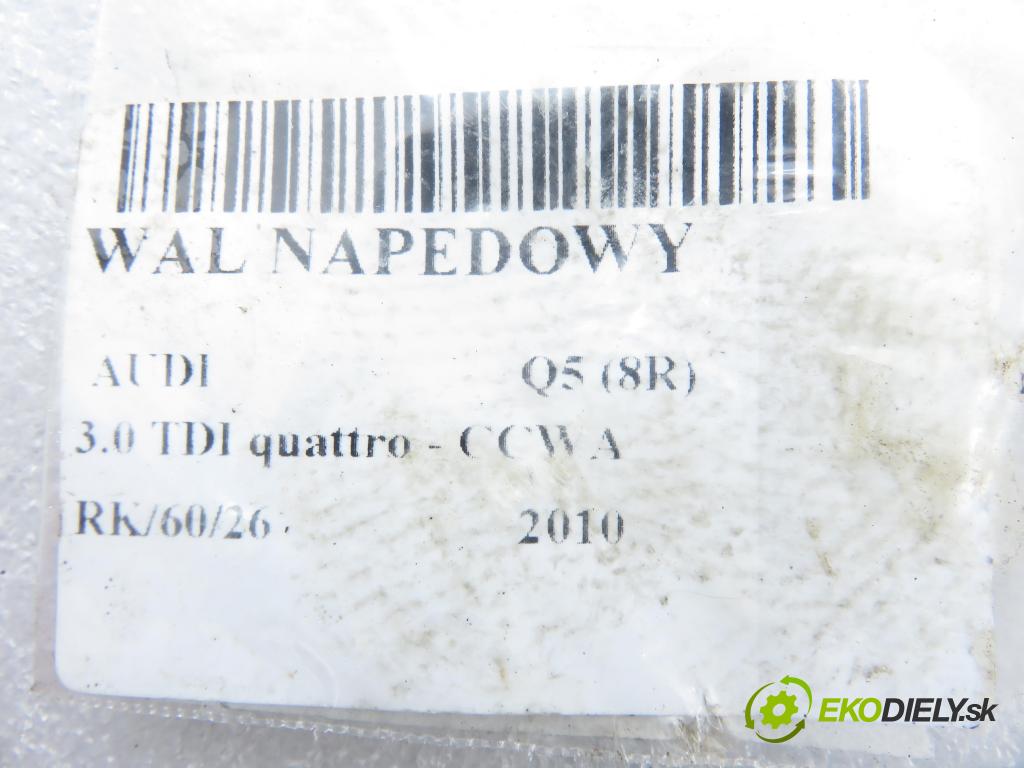 WAL NAPEDOWY
AUDI Q5 (8R)
3.0 TDI quattro - CCWA
RK/60/26 2010
EKODIELY.sk